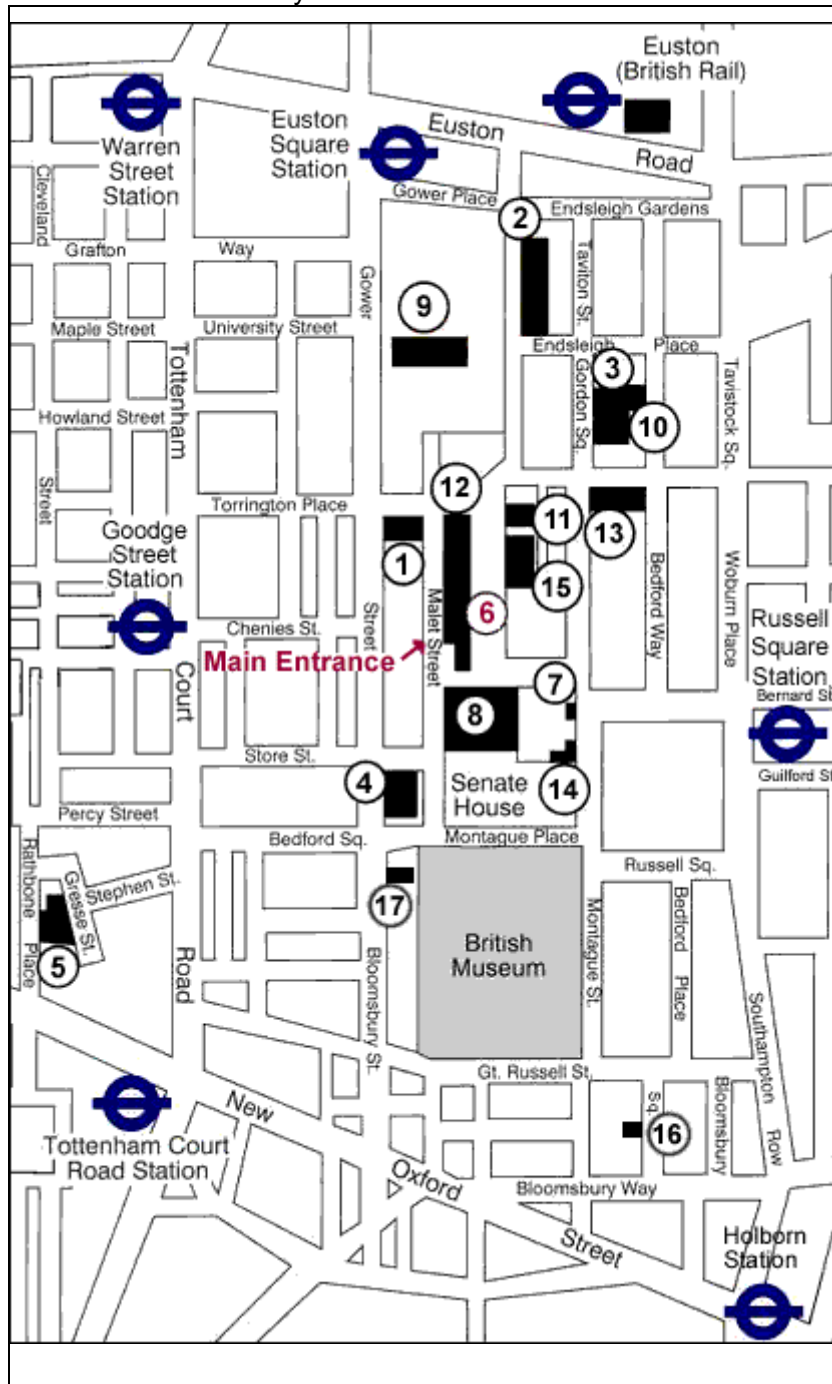 Euston
(British Rail)
Warren
Street
Station
Euston
Square
Station
Euston
Road
Gower Place
Cleveland
2
Endsleigh Gardens
Grafton
Way
Taviton St.
Gower
9
Maple Street
University Street
Endsleigh
Place
Tottenham
3
Gordon Sq.
Tavistock Sq.
Howland Street
10
12
Street
Torrington Place
11
13
Goodge
Street
Station
1
15
Bedford Way
Woburn Place
Malet Street
6
Street
Chenies St.
Russell
Square
Station
Main Entrance
Court
7
Bernard St
8
Store St.
4
14
Guilford St
Senate
House
Percy Street
Bedford Sq.
Montague Place
Rathbone
Place
Gresse St.
Stephen St.
Russell Sq.
17
5
British
Museum
Montague St.
Bedford
Place
Road
Bloomsbury St.
Southampton
Row
Gt. Russell St.
New
Sq.
Bloomsbury
16
Tottenham Court
Road Station
Oxford
Bloomsbury Way
Street
Holborn
Station